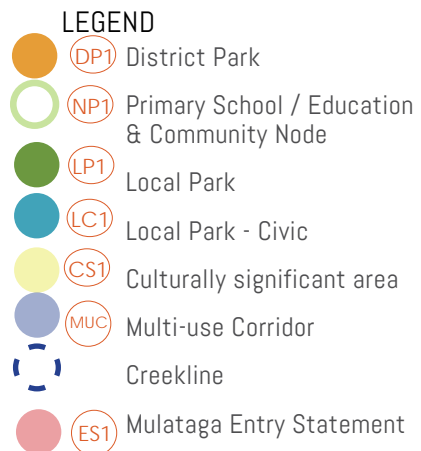 LEGEND
DP1 District Park
NP1 Primary School / Education
& Community Node
LP1 Local Park
LC1 Local Park - Civic
CS1 Culturally significant area
MUC Multi-use Corridor
Creekline
ES1 Mulataga Entry Statement